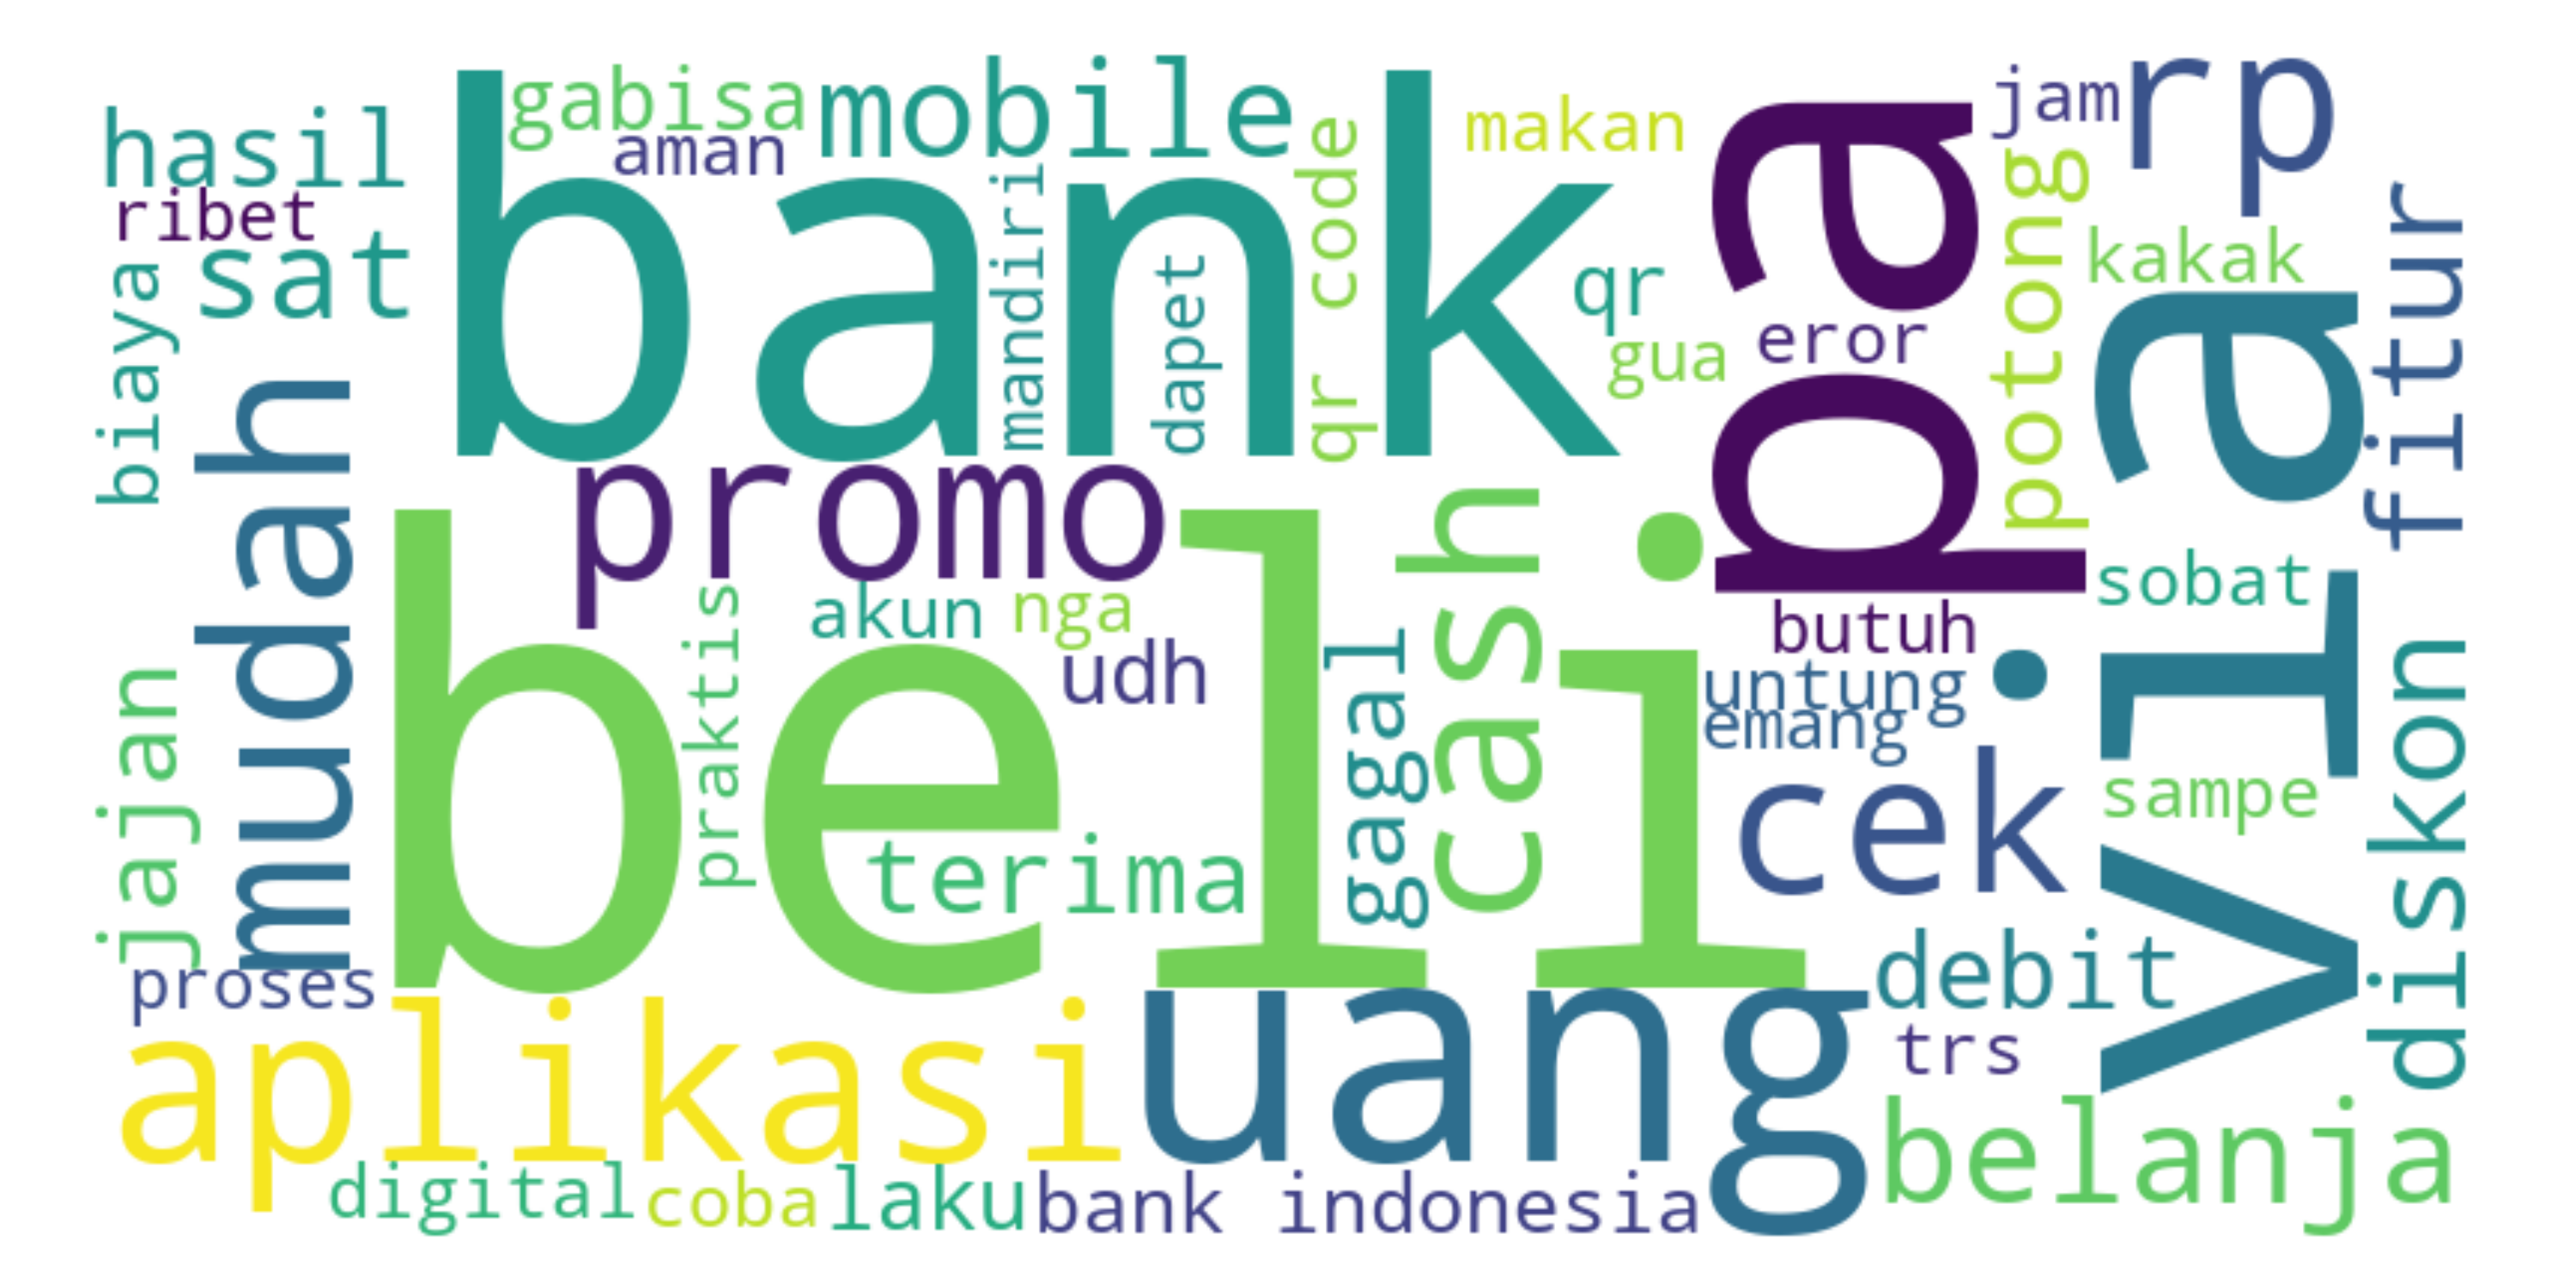 hasil
gabisa
mobile
aman
makan
jam
rp
ribet
sat
bank
mandiri
dapet
qr code
qr
gua
pa
eror
potong
kakak
fitur
biaya
mudah
promo
akun
nga
udh
praktis
beli
cash
gagal
terima
butuh
untung
emang
sobat
via
sampe
cek
diskon
jajan
proses
debit
trs
aplikasi
uang
belanja
digital
coba
laku
bank indonesia